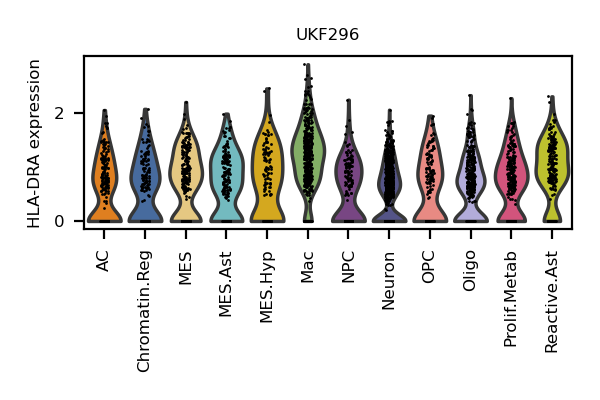 UKF296
HLA-DRA expression
2
0
AC
Chromatin.Reg
MES
MES.Ast
MES.Hyp
Mac
NPC
Neuron
OPC
Oligo
Prolif.Metab
Reactive.Ast